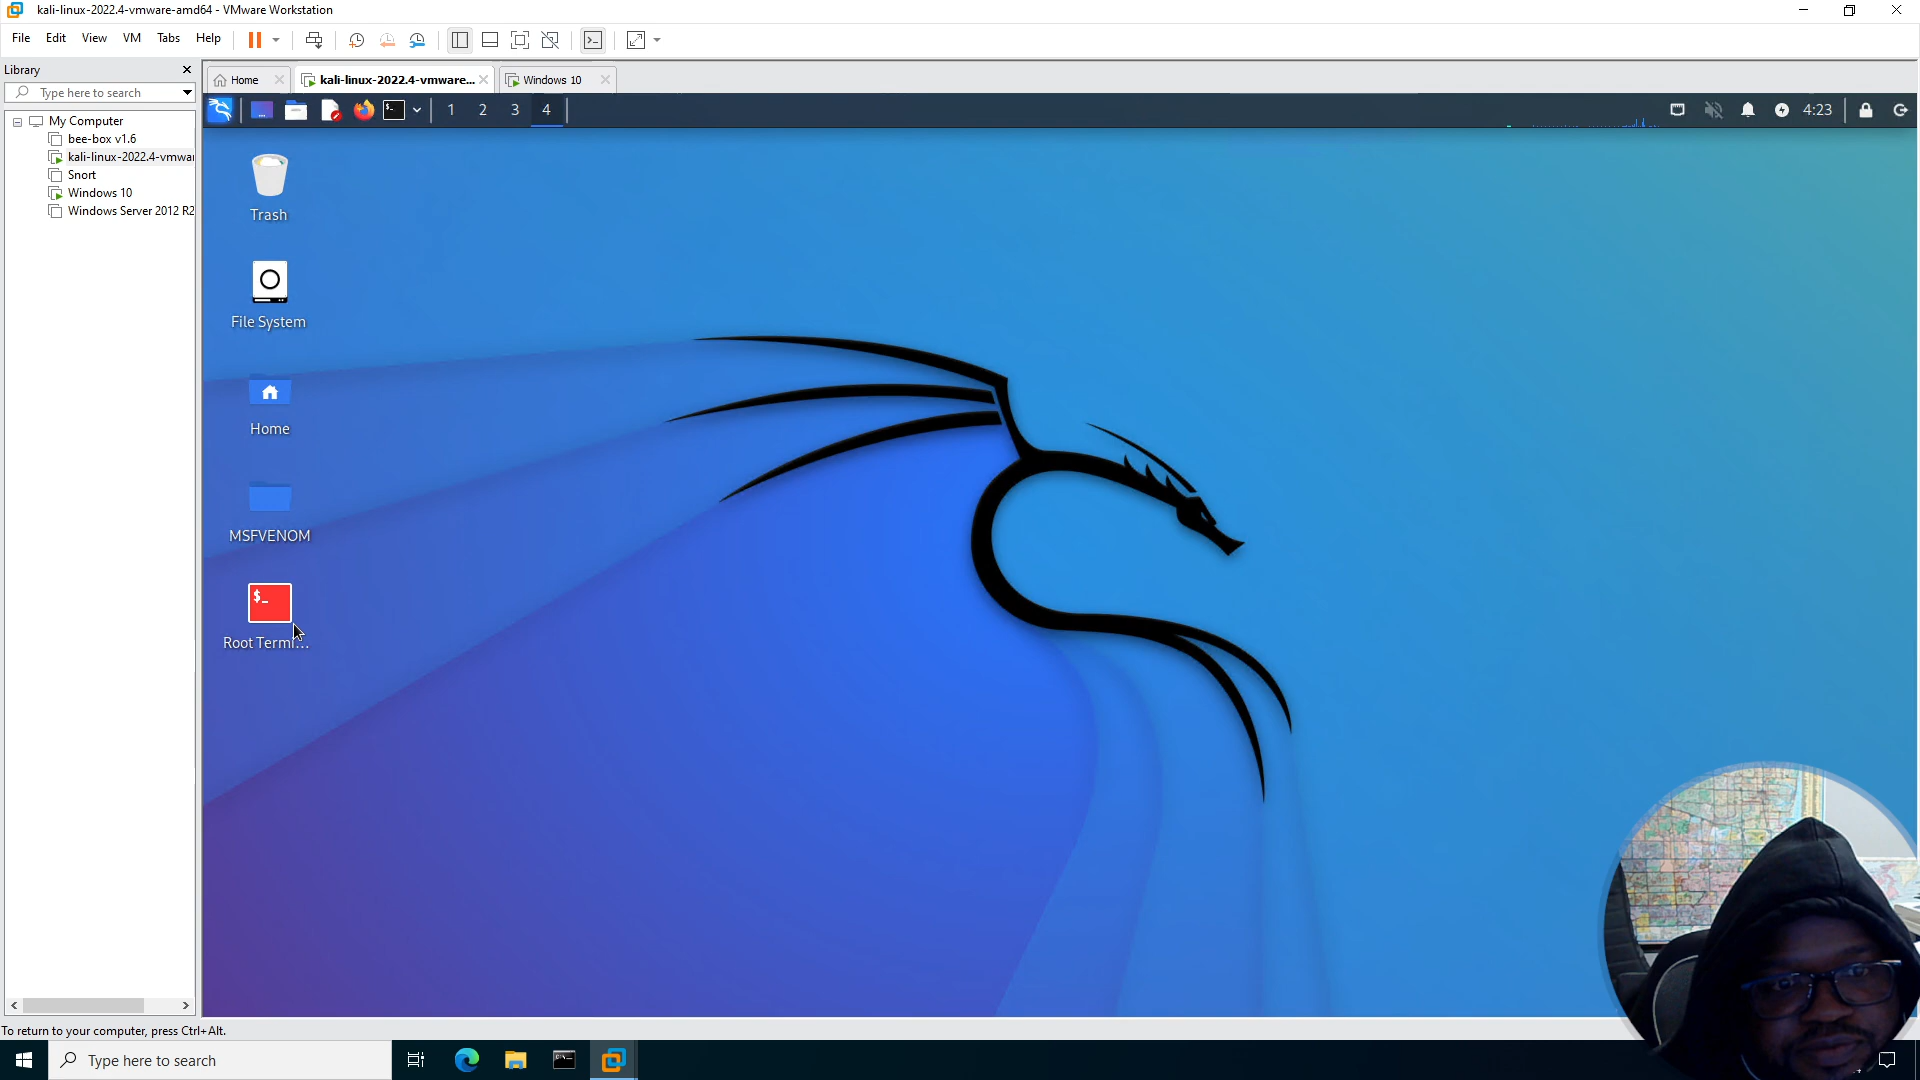 kali-linux-2022.4-vmware-amd64 - VMware Workstation
File Edit View VM Tabs Help
Library
Type here to search
My Computer
bee-box v1.6
kali-linux-2022.4-vmwar
Snort
Windows 10
Windows Server 2012 R2
Home
kali-linux-2022.4-vmware...
Windows 10
$_
1 2 3 4
4:23
Trash
File System
Home
MSFVENOM
$_
Root Termi...
To return to your computer, press Ctrl+Alt.
Type here to search